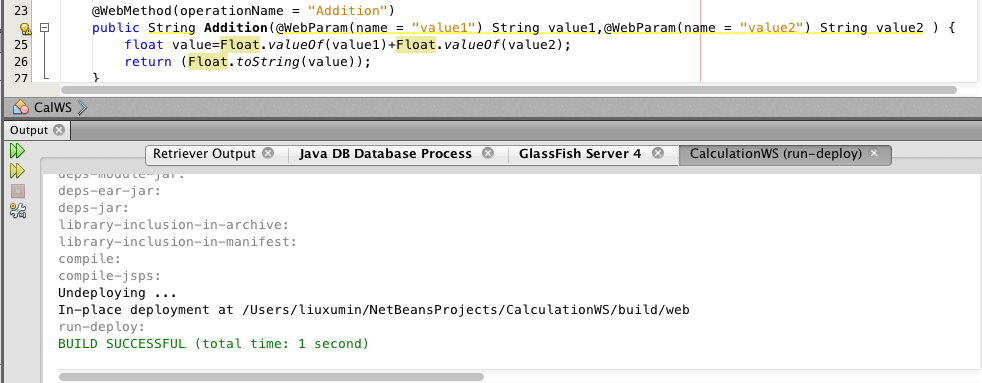 23 @WebMethod(operationName = "Addition")
public String Addition(@WebParam(name = "value1") String value1,@WebParam(name = "value2") String value2 ) {
25 float value=Float.valueOf(value1)+Float.valueOf(value2);
26 return (Float.toString(value));
27 }
CalWS
Output
Retriever Output Java DB Database Process GlassFish Server 4 CalculationWS (run-deploy)
deps-module-jar:
deps-ear-jar:
deps-jar:
library-inclusion-in-archive:
library-inclusion-in-manifest:
compile:
compile-jsps:
Undeploying ...
In-place deployment at /Users/liuxumin/NetBeansProjects/CalculationWS/build/web
run-deploy:
BUILD SUCCESSFUL (total time: 1 second)